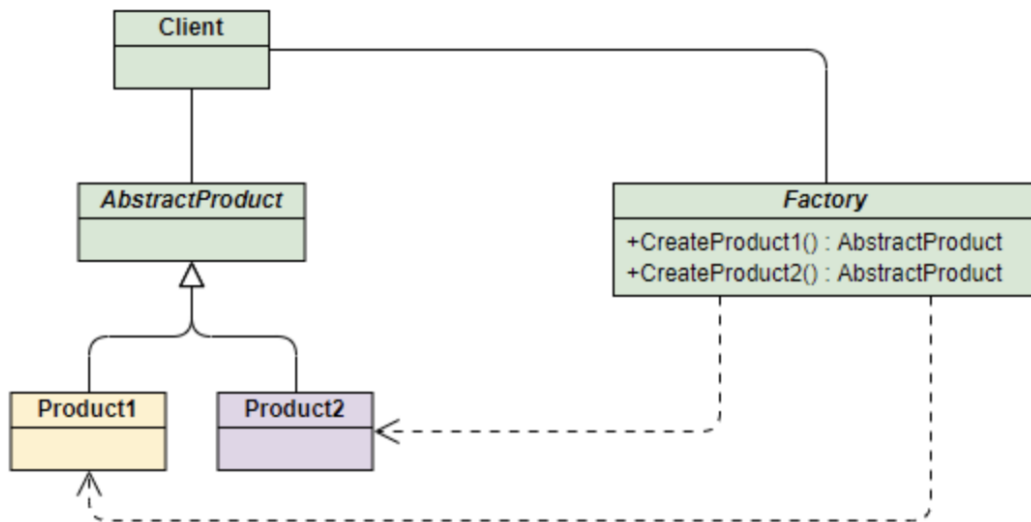 Client
AbstractProduct
Factory
+CreateProduct1() : AbstractProduct
+CreateProduct2() : AbstractProduct
Product1
Product2